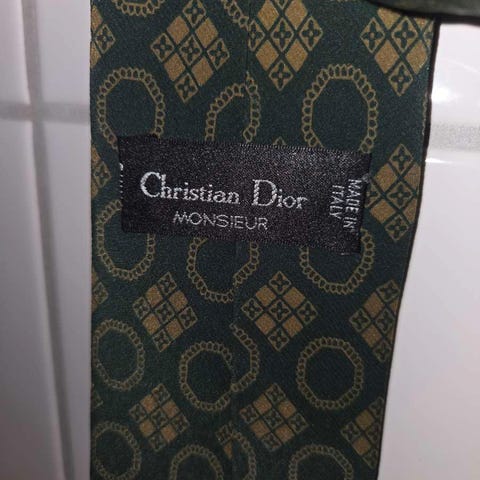 Christian Dior
MONSIEUR
MADE IN
ITALY